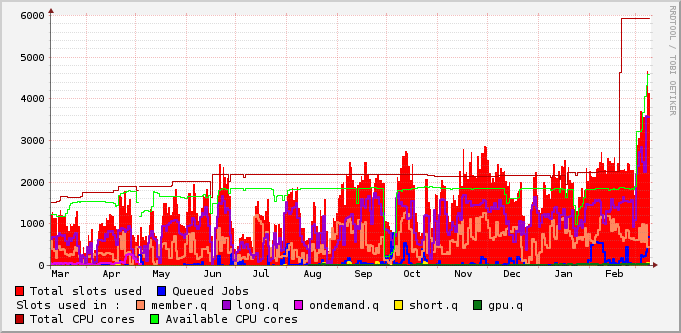 RRDTOOL / TOBI OETIKER
6000
5000
4000
3000
2000
1000
0
Mar Apr May Jun Jul Aug Sep Oct Nov Dec Jan Feb
Total slots used Queued Jobs
Slots used in : member.q long.q ondemand.q short.q gpu.q
Total CPU cores Available CPU cores